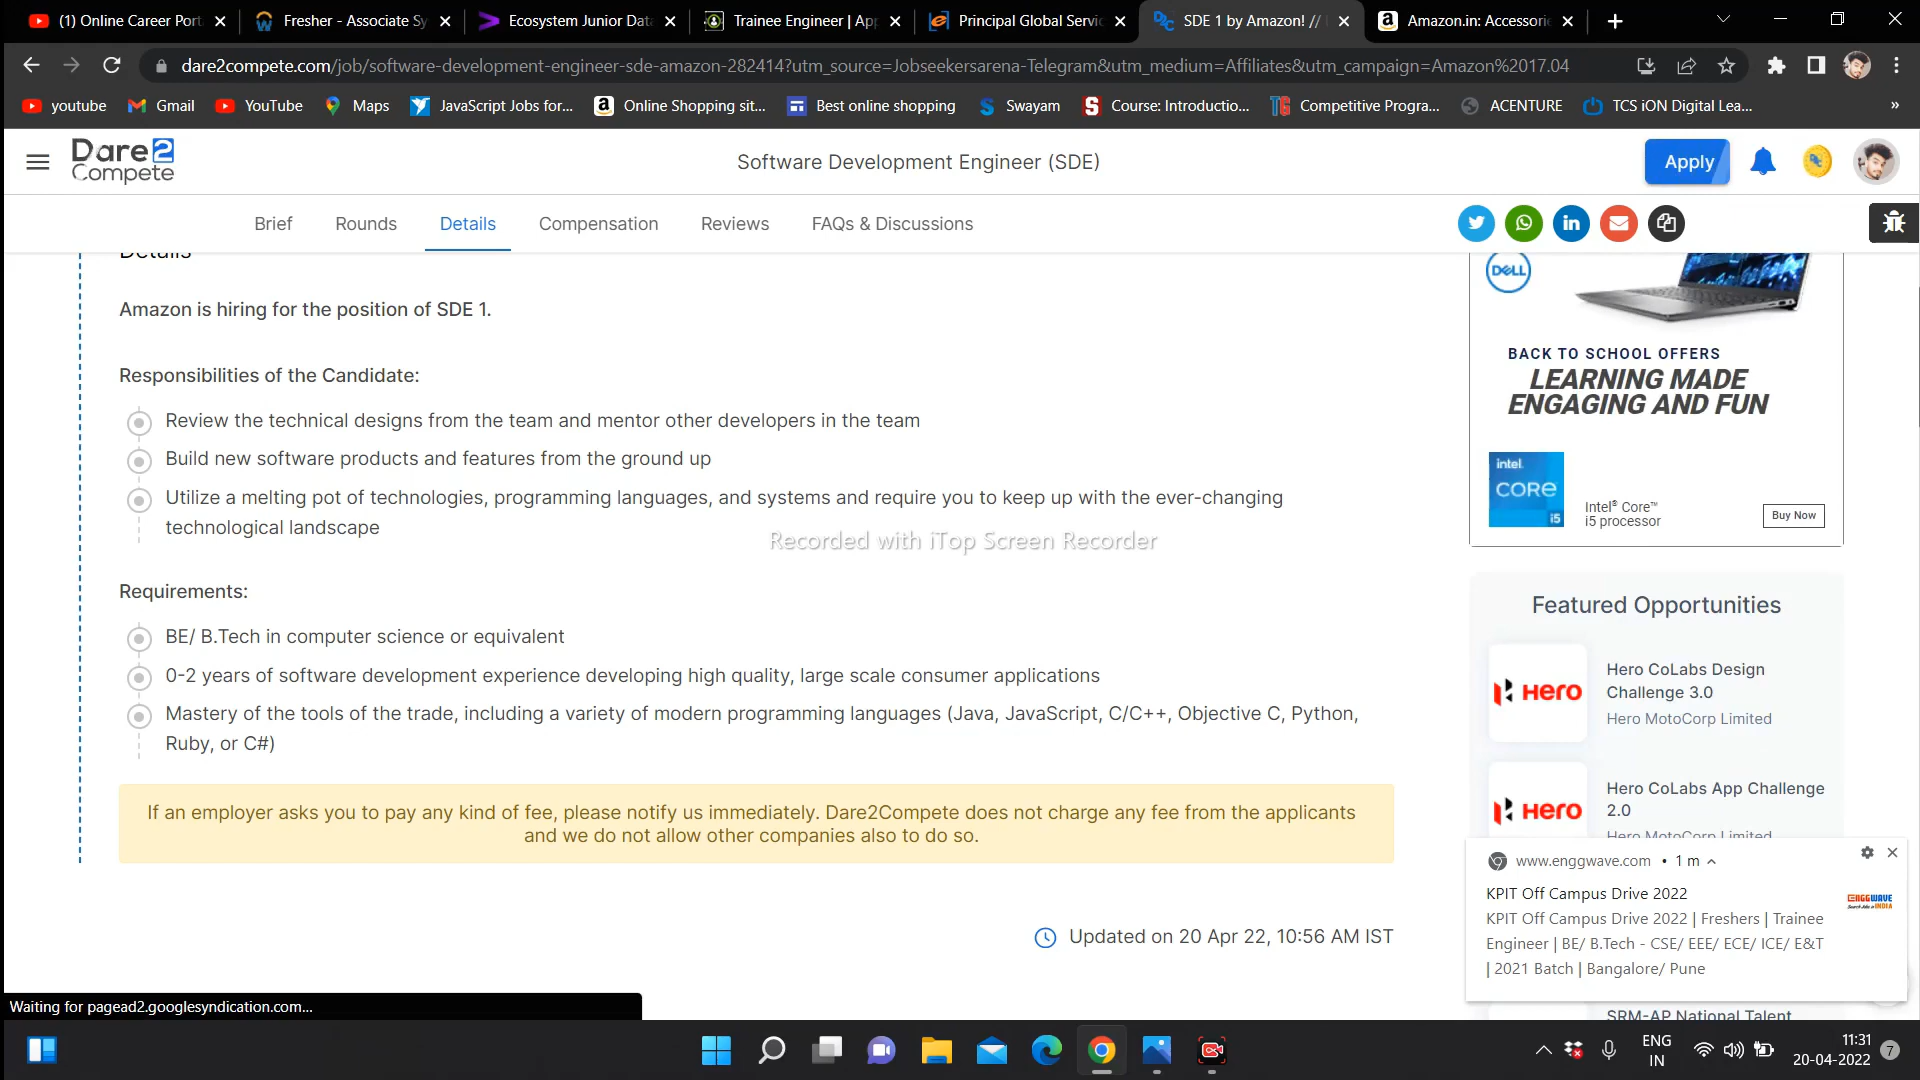 (1) Online Career Port
Fresher - Associate Sy
Ecosystem Junior Data
Trainee Engineer | App
Principal Global Servic
SDE 1 by Amazon! //
Amazon.in: Accessorie
dare2compete.com/job/software-development-engineer-sde-amazon-282414?utm_source=Jobseekersarena-Telegram&utm_medium=Affiliates&utm_campaign=Amazon%2017.04
youtube
Gmail
YouTube
Maps
JavaScript Jobs for...
Online Shopping sit...
Best online shopping
Swayam
Course: Introductio...
Competitive Progra...
ACENTURE
TCS iON Digital Lea...
»
Dare2
Compete
Software Development Engineer (SDE)
Apply
Brief
Rounds
Details
Compensation
Reviews
FAQs & Discussions
Details
Amazon is hiring for the position of SDE 1.
Responsibilities of the Candidate:
Review the technical designs from the team and mentor other developers in the team
Build new software products and features from the ground up
Utilize a melting pot of technologies, programming languages, and systems and require you to keep up with the ever-changing
technological landscape
Recorded with iTop Screen Recorder
Requirements:
BE/ B.Tech in computer science or equivalent
0-2 years of software development experience developing high quality, large scale consumer applications
Mastery of the tools of the trade, including a variety of modern programming languages (Java, JavaScript, C/C++, Objective C, Python,
Ruby, or C#)
If an employer asks you to pay any kind of fee, please notify us immediately. Dare2Compete does not charge any fee from the applicants
and we do not allow other companies also to do so.
Updated on 20 Apr 22, 10:56 AM IST
DELL
BACK TO SCHOOL OFFERS
LEARNING MADE
ENGAGING AND FUN
intel.
CORE
i5
Intel® Core™
i5 processor
Buy Now
Featured Opportunities
Hero
Hero CoLabs Design
Challenge 3.0
Hero MotoCorp Limited
Hero
Hero CoLabs App Challenge
2.0
Hero MotoCorp Limited
www.enggwave.com • 1 m
KPIT Off Campus Drive 2022
KPIT Off Campus Drive 2022 | Freshers | Trainee
Engineer | BE/ B.Tech - CSE/ EEE/ ECE/ ICE/ E&T
| 2021 Batch | Bangalore/ Pune
ENGGWAVE
SRM-AP National Talent
Waiting for pagead2.googlesyndication.com...
ENG
IN
11:31
20-04-2022
7